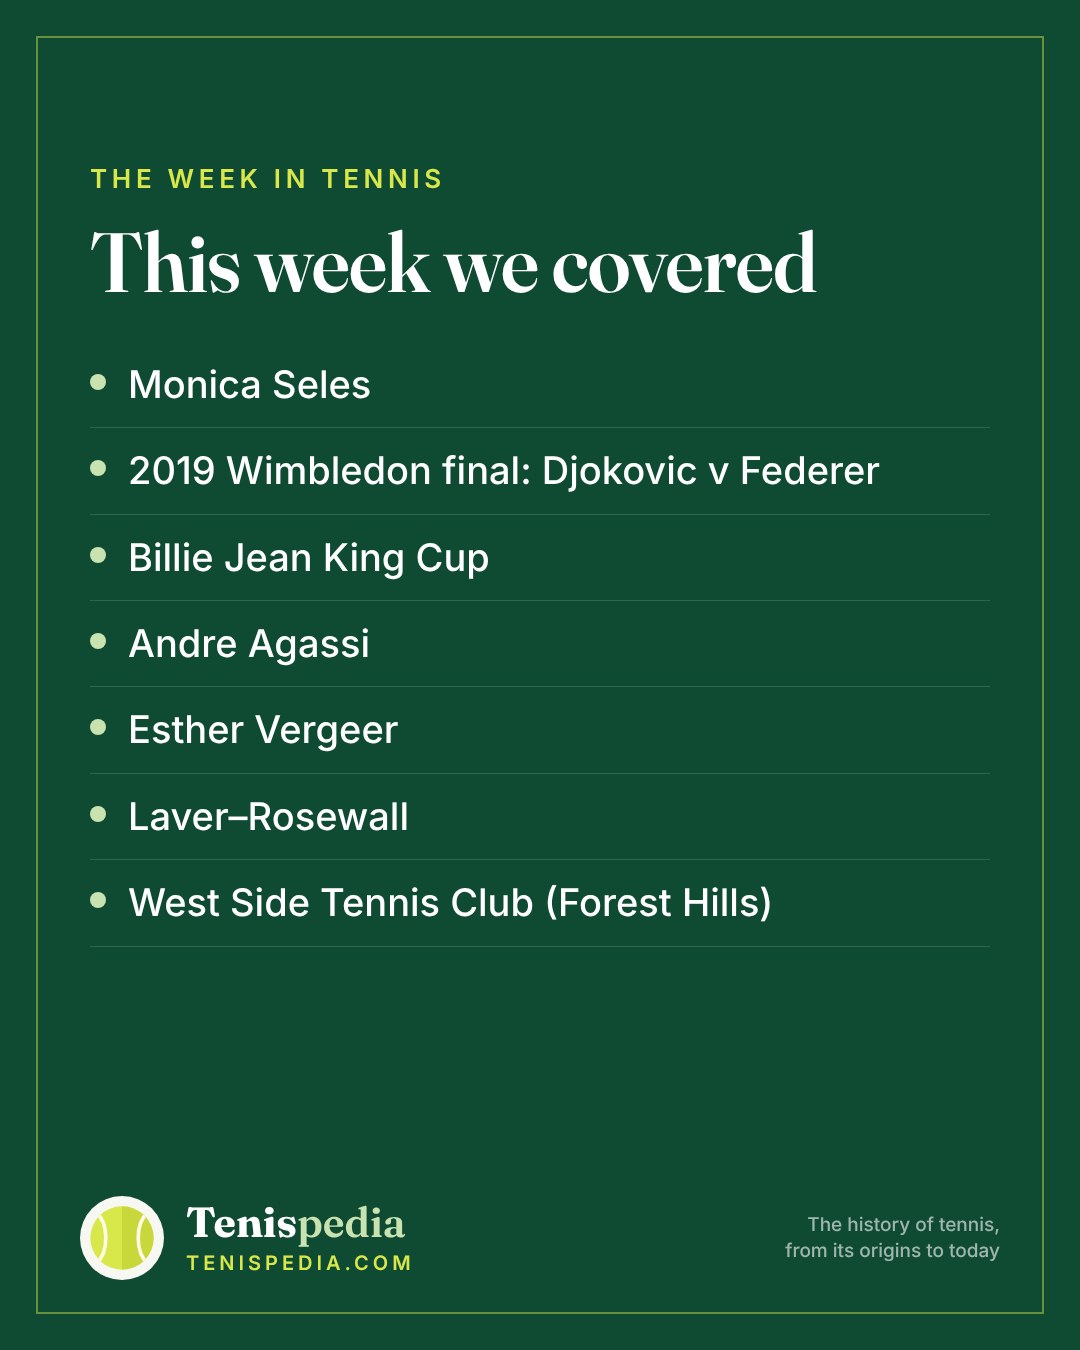 THE WEEK IN TENNIS
This week we covered
Monica Seles
2019 Wimbledon final: Djokovic v Federer
Billie Jean King Cup
Andre Agassi
Esther Vergeer
Laver–Rosewall
West Side Tennis Club (Forest Hills)
Tenispedia
TENISPEDIA.COM
The history of tennis,
from its origins to today